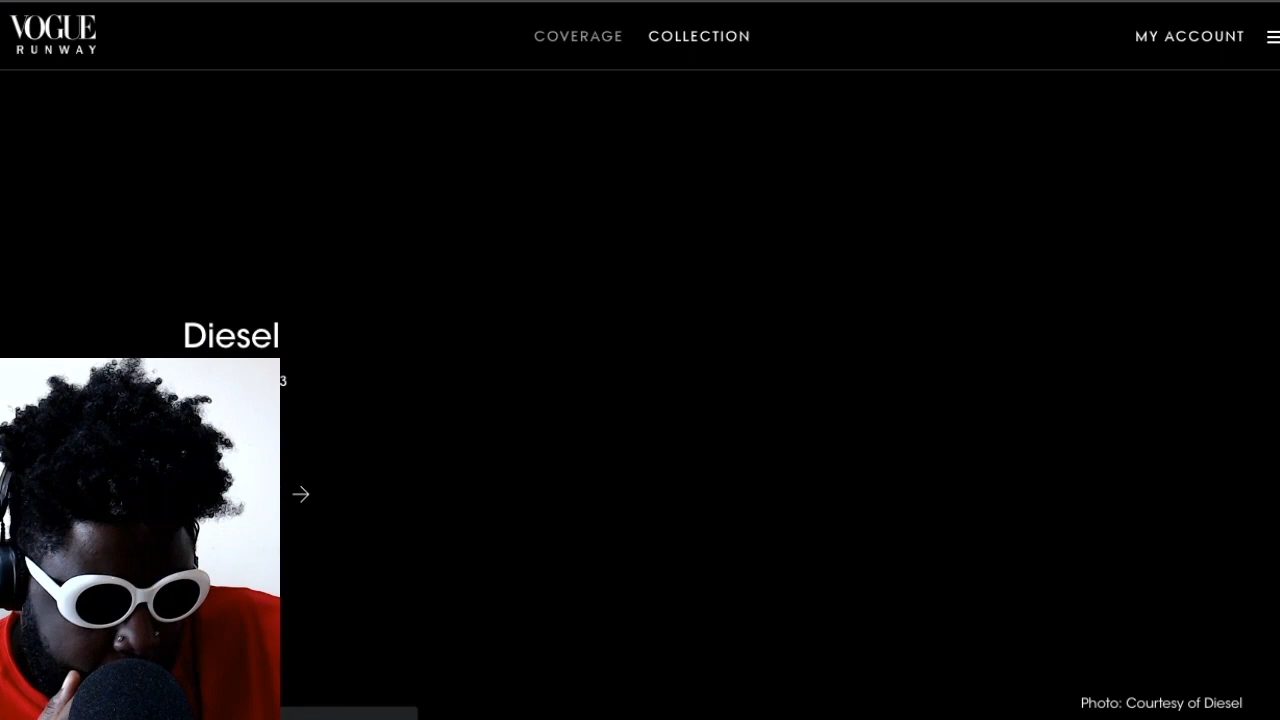 VOGUE
RUNWAY
COVERAGE
COLLECTION
MY ACCOUNT
Diesel
3
Photo: Courtesy of Diesel